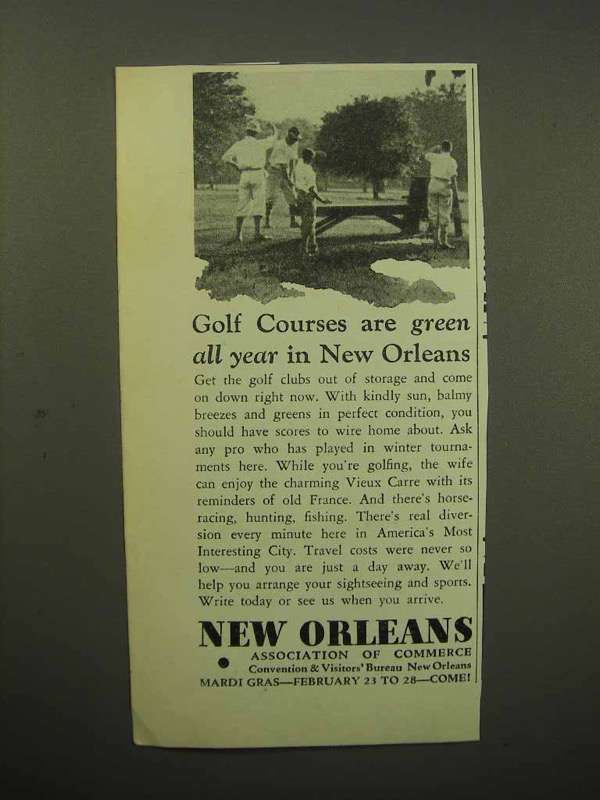 Golf Courses are green
all year in New Orleans
Get the golf clubs out of storage and come
on down right now. With kindly sun, balmy
breezes and greens in perfect condition, you
should have scores to wire home about. Ask
any pro who has played in winter tourna-
ments here. While you're golfing, the wife
can enjoy the charming Vieux Carre with its
reminders of old France. And there's horse-
racing, hunting, fishing. There's real diver-
sion every minute here in America's Most
Interesting City. Travel costs were never so
low—and you are just a day away. We'll
help you arrange your sightseeing and sports.
Write today or see us when you arrive.
NEW ORLEANS
ASSOCIATION OF COMMERCE
Convention & Visitors' Bureau New Orleans
MARDI GRAS—FEBRUARY 23 TO 28—COME!